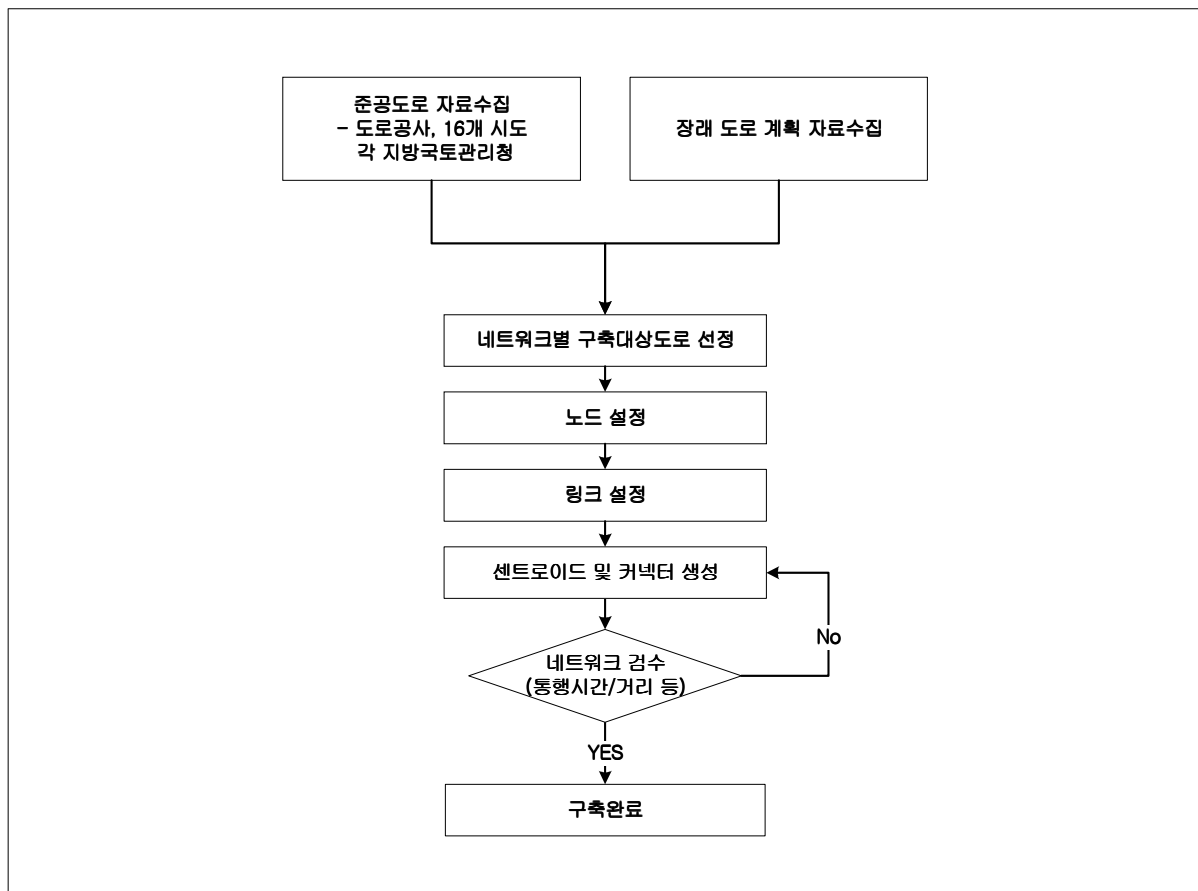 준공도로 자료수집
- 도로공사, 16개 시도
각 지방국토관리청
장래 도로 계획 자료수집
네트워크별 구축대상도로 선정
노드 설정
링크 설정
센트로이드 및 커넥터 생성
No
네트워크 검수
(통행시간/거리 등)
YES
구축완료